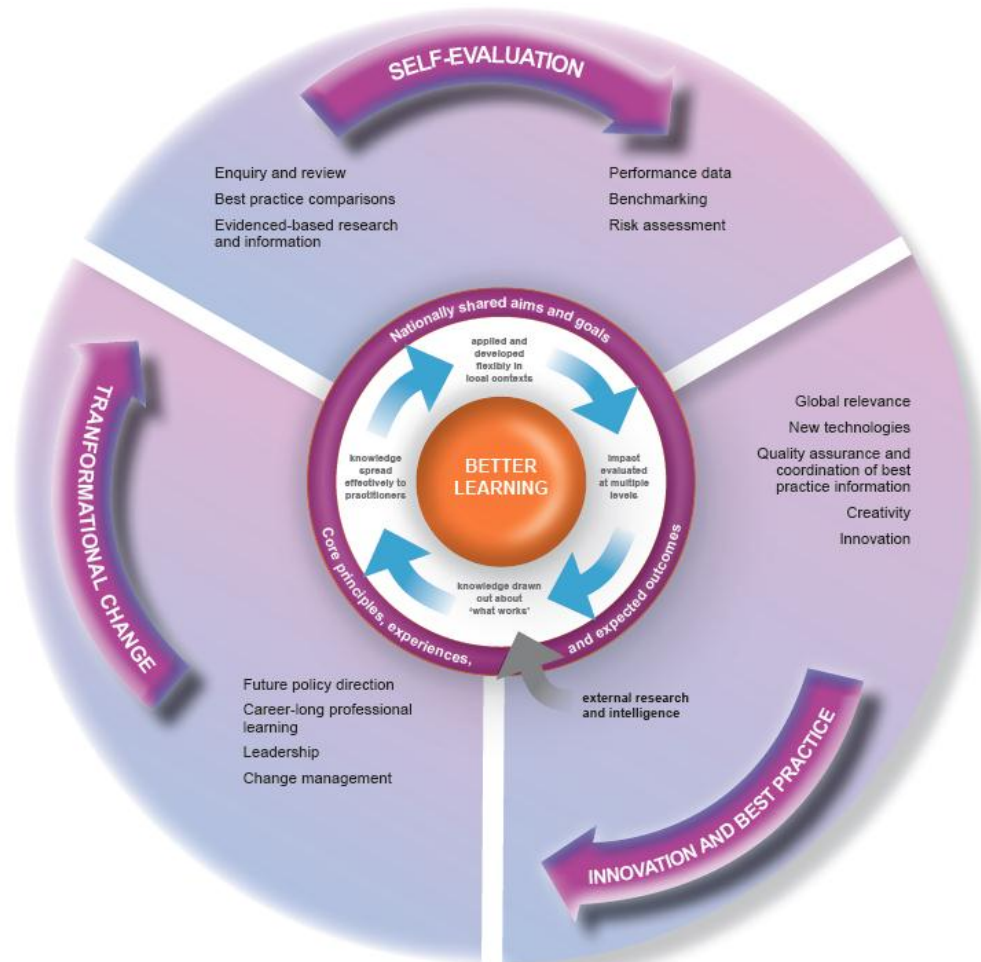 SELF-EVALUATION
Enquiry and review
Best practice comparisons
Evidenced-based research
and information
Performance data
Benchmarking
Risk assessment
Nationally shared aims and goals
applied and
developed
flexibly in
local contexts
impact
evaluated
at multiple
levels
knowledge drawn
out about
‘what works’
knowledge
spread
effectively to
practitioners
BETTER
LEARNING
Core principles, experiences,
and expected outcomes
external research
and intelligence
Global relevance
New technologies
Quality assurance and
coordination of best
practice information
Creativity
Innovation
INNOVATION AND BEST PRACTICE
TRANFORMATIONAL CHANGE
Future policy direction
Career-long professional
learning
Leadership
Change management